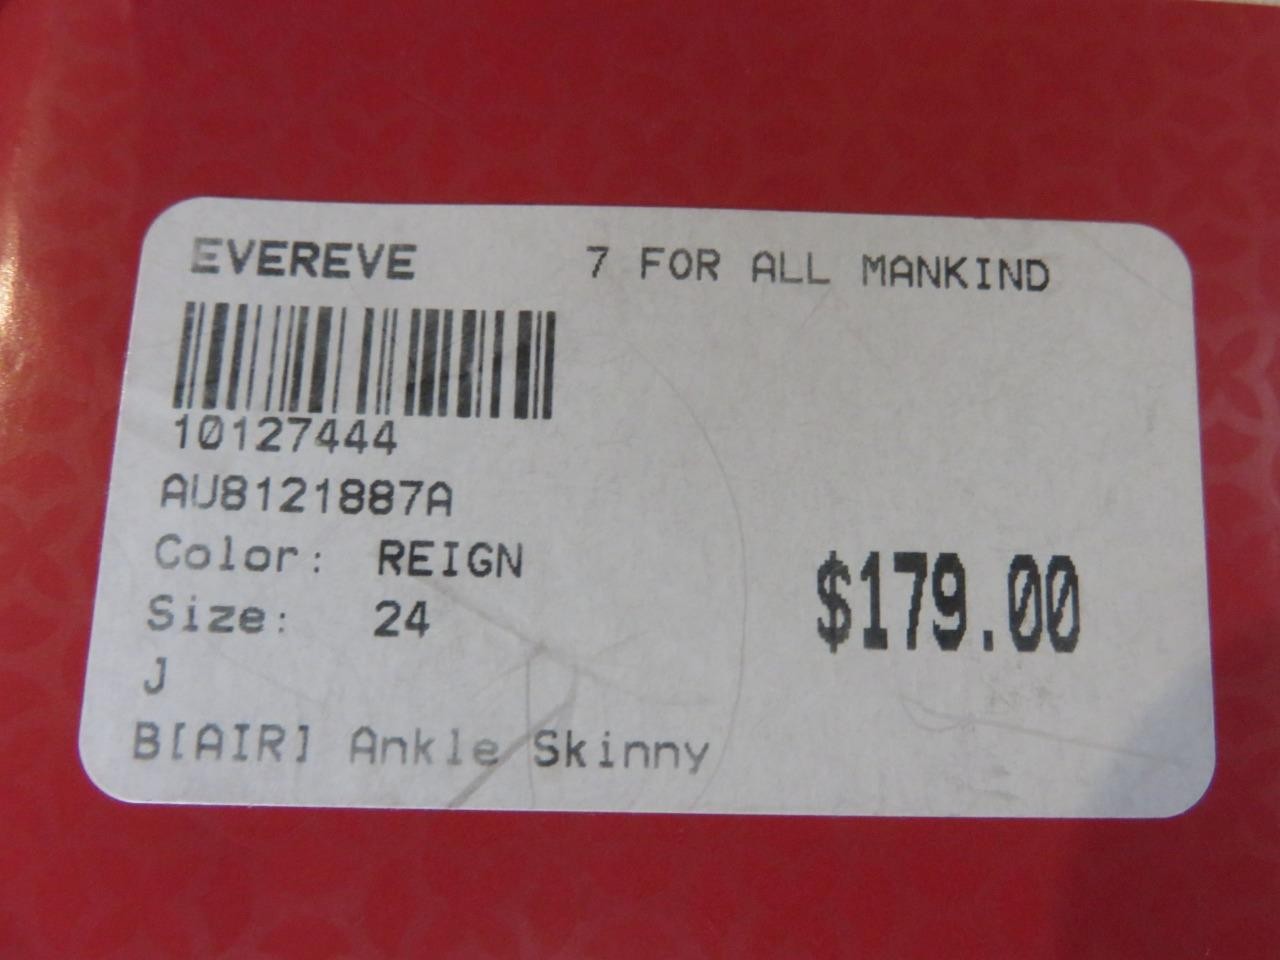 EVEREVE 7 FOR ALL MANKIND
10127444
AU8121887A
Color: REIGN
Size: 24
$179.00
J
B[AIR] Ankle Skinny